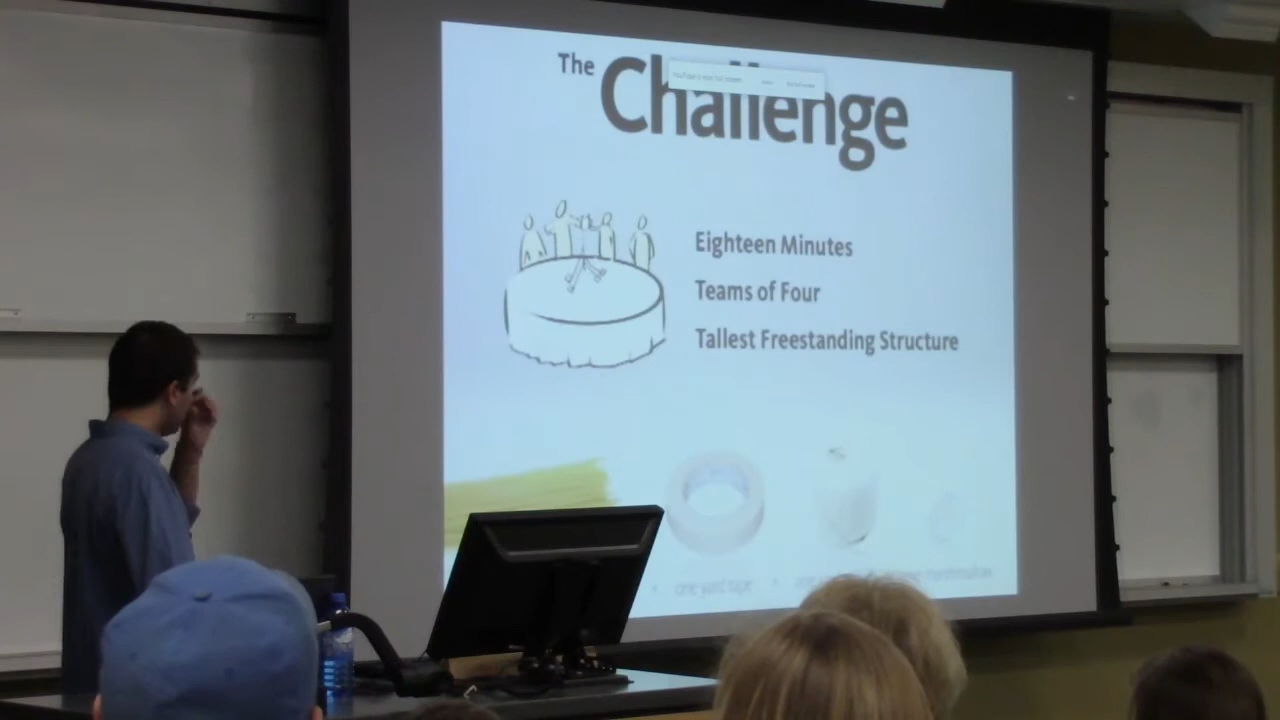 The Challenge
Eighteen Minutes
Teams of Four
Tallest Freestanding Structure
one yard tape